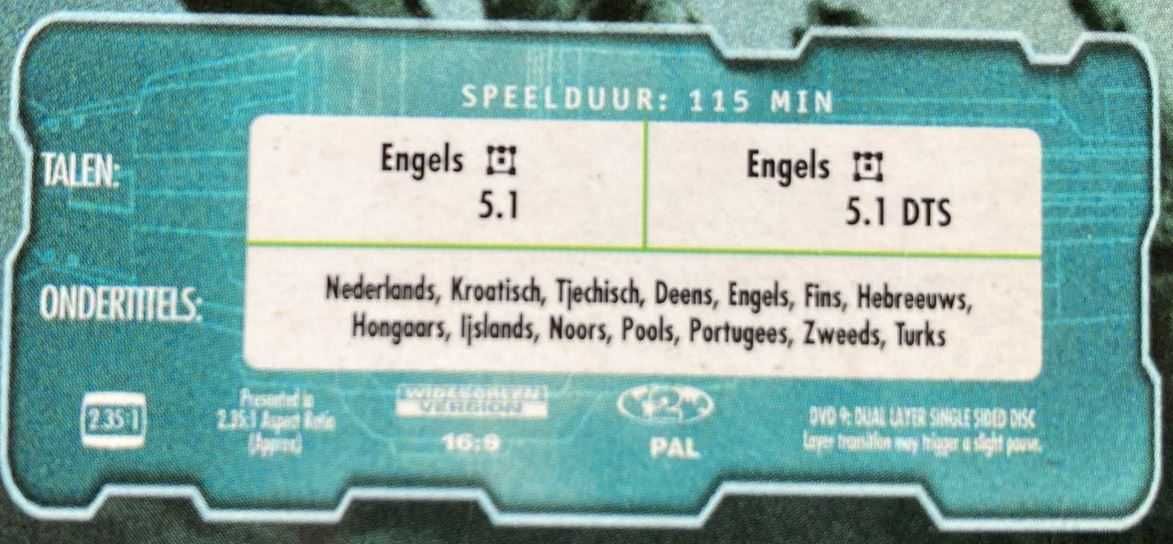 SPEELDUUR: 115 MIN
TALEN:
Engels 5.1
Engels 5.1 DTS
ONDERTITELS:
Nederlands, Kroatisch, Tjechisch, Deens, Engels, Fins, Hebreeuws,
Hongaars, Ijslands, Noors, Pools, Portugees, Zweeds, Turks
2.35:1
Presented in
2.35:1 Aspect Ratio
(Approx)
WIDESCREEN
VERSION
16:9
2
PAL
DVD 9: DUAL LAYER SINGLE SIDED DISC
Layer transition may trigger a slight pause.